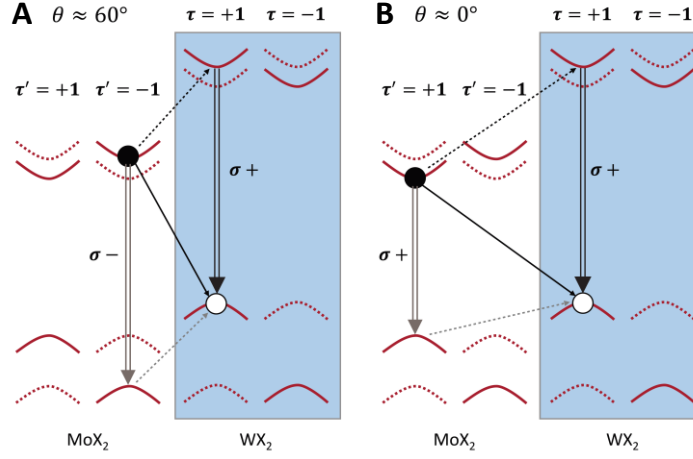 A θ ≈ 60° τ = +1 τ = −1
τ′ = +1 τ′ = −1
σ +
σ −
MoX₂ WX₂
B θ ≈ 0° τ = +1 τ = −1
τ′ = +1 τ′ = −1
σ +
σ +
MoX₂ WX₂